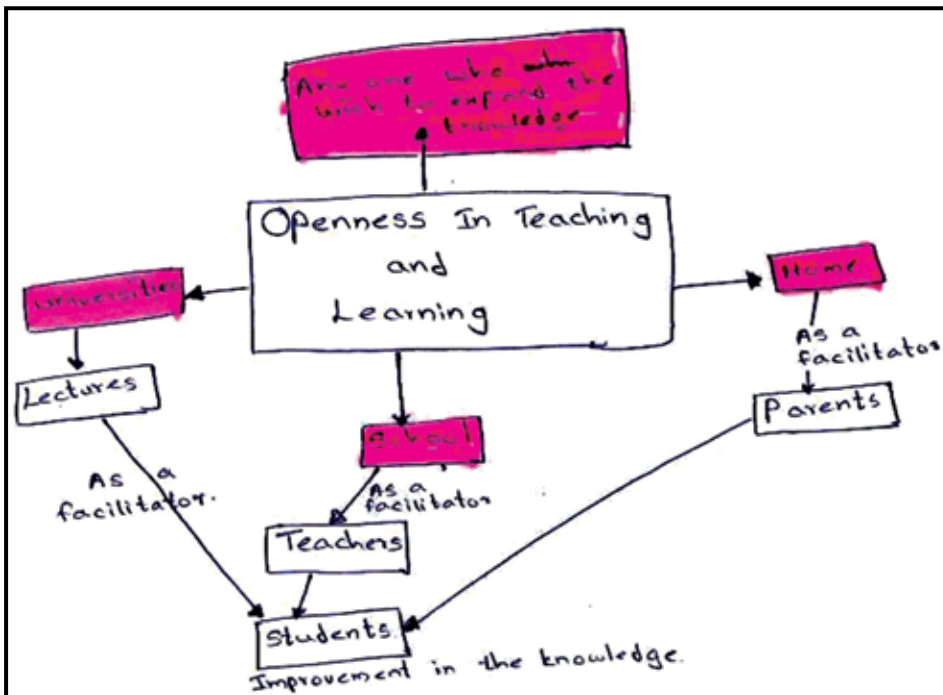 Any one who
wish to expand the
knowledge
Openness In Teaching
and
Learning
Universities
Home
As a
facilitator
Lectures
Parents
School
As a
facilitator.
As a
facilitator
Teachers
Students.
Improvement in the knowledge.